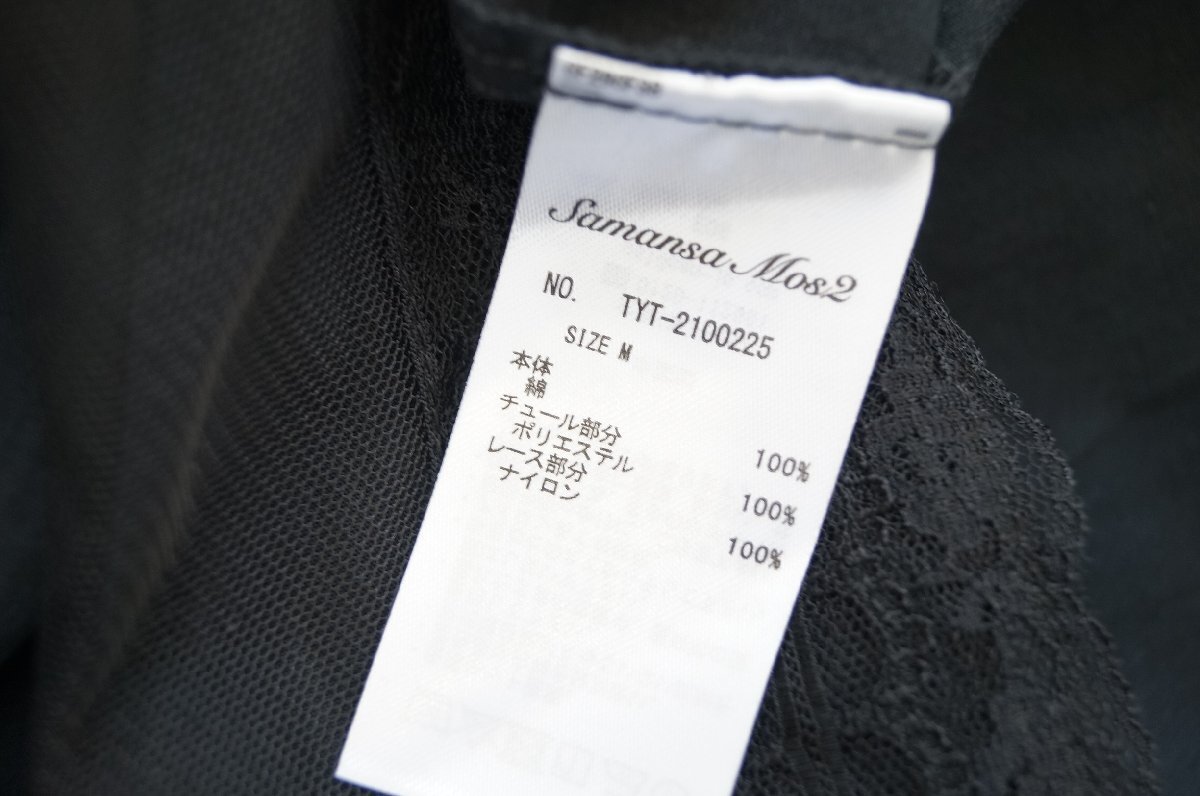 Samansa Mos2
NO. TYT-2100225
SIZE M
本体
綿 100%
チュール部分
ポリエステル 100%
レース部分
ナイロン 100%